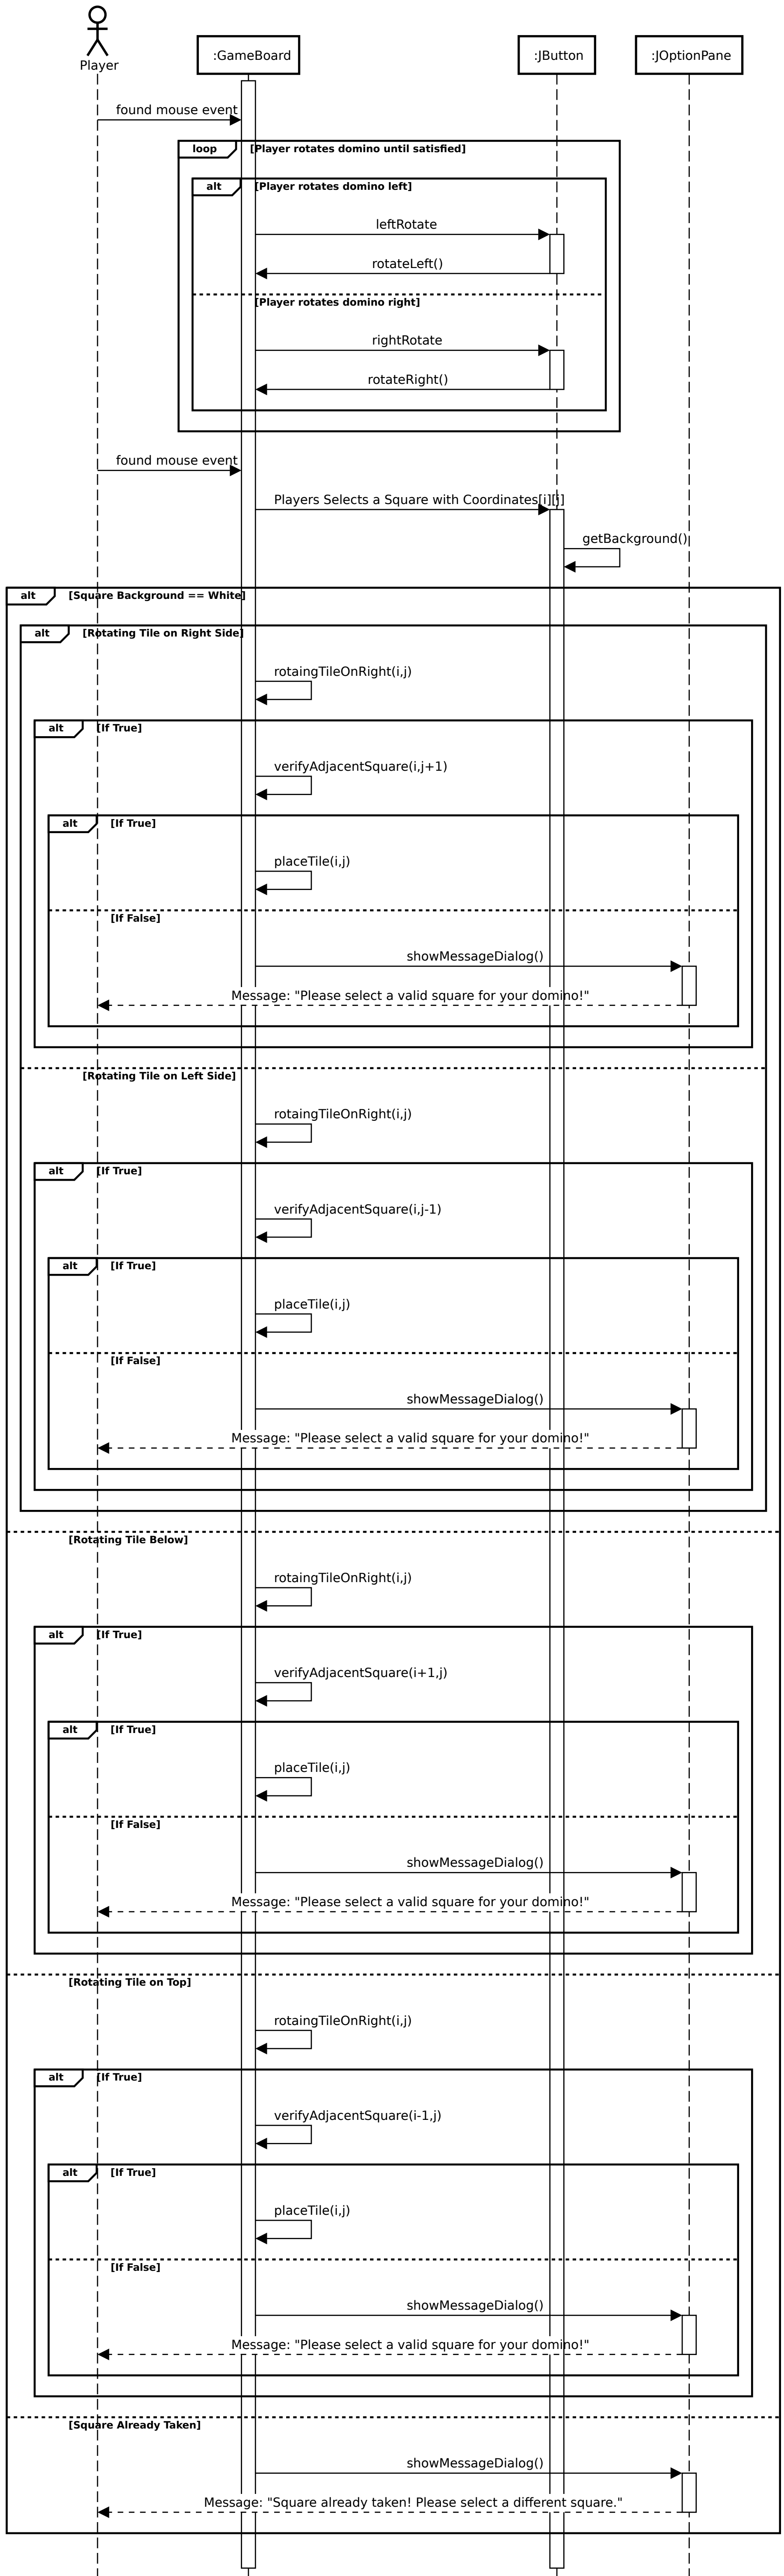 Player
:GameBoard
:JButton
:JOptionPane
found mouse event
loop
[Player rotates domino until satisfied]
alt
[Player rotates domino left]
leftRotate
rotateLeft()
[Player rotates domino right]
rightRotate
rotateRight()
found mouse event
Players Selects a Square with Coordinates[i][j]
getBackground()
alt
[Square Background == White]
alt
[Rotating Tile on Right Side]
rotaingTileOnRight(i,j)
alt
[If True]
verifyAdjacentSquare(i,j+1)
alt
[If True]
placeTile(i,j)
[If False]
showMessageDialog()
Message: "Please select a valid square for your domino!"
[Rotating Tile on Left Side]
rotaingTileOnRight(i,j)
alt
[If True]
verifyAdjacentSquare(i,j-1)
alt
[If True]
placeTile(i,j)
[If False]
showMessageDialog()
Message: "Please select a valid square for your domino!"
[Rotating Tile Below]
rotaingTileOnRight(i,j)
alt
[If True]
verifyAdjacentSquare(i+1,j)
alt
[If True]
placeTile(i,j)
[If False]
showMessageDialog()
Message: "Please select a valid square for your domino!"
[Rotating Tile on Top]
rotaingTileOnRight(i,j)
alt
[If True]
verifyAdjacentSquare(i-1,j)
alt
[If True]
placeTile(i,j)
[If False]
showMessageDialog()
Message: "Please select a valid square for your domino!"
[Square Already Taken]
showMessageDialog()
Message: "Square already taken! Please select a different square."